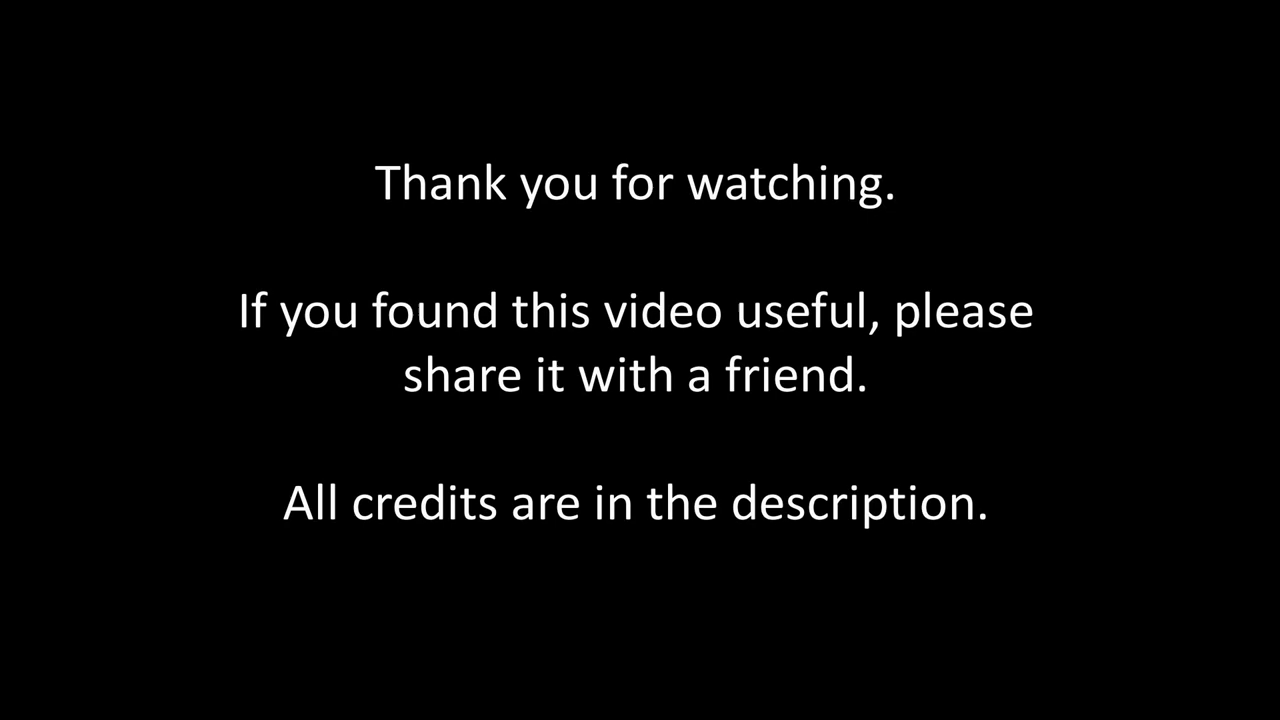 Thank you for watching.
If you found this video useful, please
share it with a friend.
All credits are in the description.